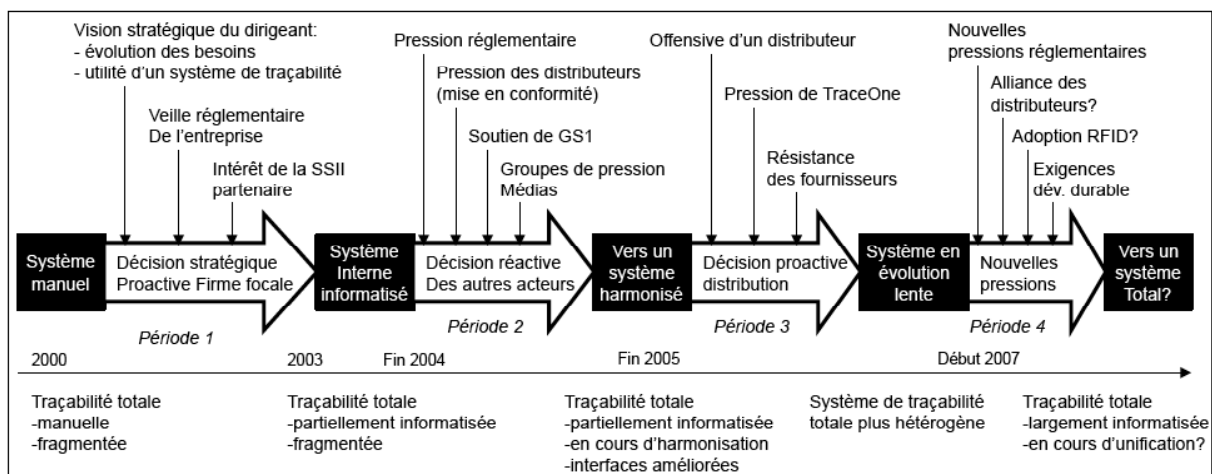 Vision stratégique du dirigeant:
- évolution des besoins
- utilité d'un système de traçabilité
Veille réglementaire
De l'entreprise
Intérêt de la SSII
partenaire
Pression réglementaire
Pression des distributeurs
(mise en conformité)
Soutien de GS1
Groupes de pression
Médias
Offensive d'un distributeur
Pression de TraceOne
Résistance
des fournisseurs
Nouvelles
pressions réglementaires
Alliance des
distributeurs?
Adoption RFID?
Exigences
dév. durable
Système
manuel
Décision stratégique
Proactive Firme focale
Système
Interne
informatisé
Décision réactive
Des autres acteurs
Vers un
système
harmonisé
Décision proactive
distribution
Système en
évolution
lente
Nouvelles
pressions
Vers un
système
Total?
Période 1
Période 2
Période 3
Période 4
2000
2003
Fin 2004
Fin 2005
Début 2007
Traçabilité totale
-manuelle
-fragmentée
Traçabilité totale
-partiellement informatisée
-fragmentée
Traçabilité totale
-partiellement informatisée
-en cours d'harmonisation
-interfaces améliorées
Système de traçabilité
totale plus hétérogène
Traçabilité totale
-largement informatisée
-en cours d'unification?